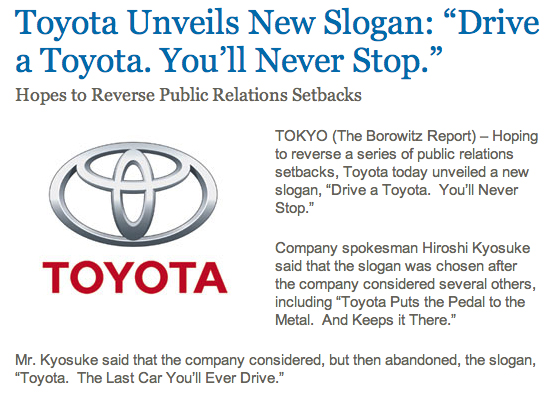 Toyota Unveils New Slogan: “Drive
a Toyota. You’ll Never Stop.”
Hopes to Reverse Public Relations Setbacks
TOKYO (The Borowitz Report) – Hoping
to reverse a series of public relations
setbacks, Toyota today unveiled a new
slogan, “Drive a Toyota.  You’ll Never
Stop.”
Company spokesman Hiroshi Kyosuke
said that the slogan was chosen after
the company considered several others,
including “Toyota Puts the Pedal to the
Metal.  And Keeps it There.”
TOYOTA
Mr. Kyosuke said that the company considered, but then abandoned, the slogan,
“Toyota.  The Last Car You’ll Ever Drive.”